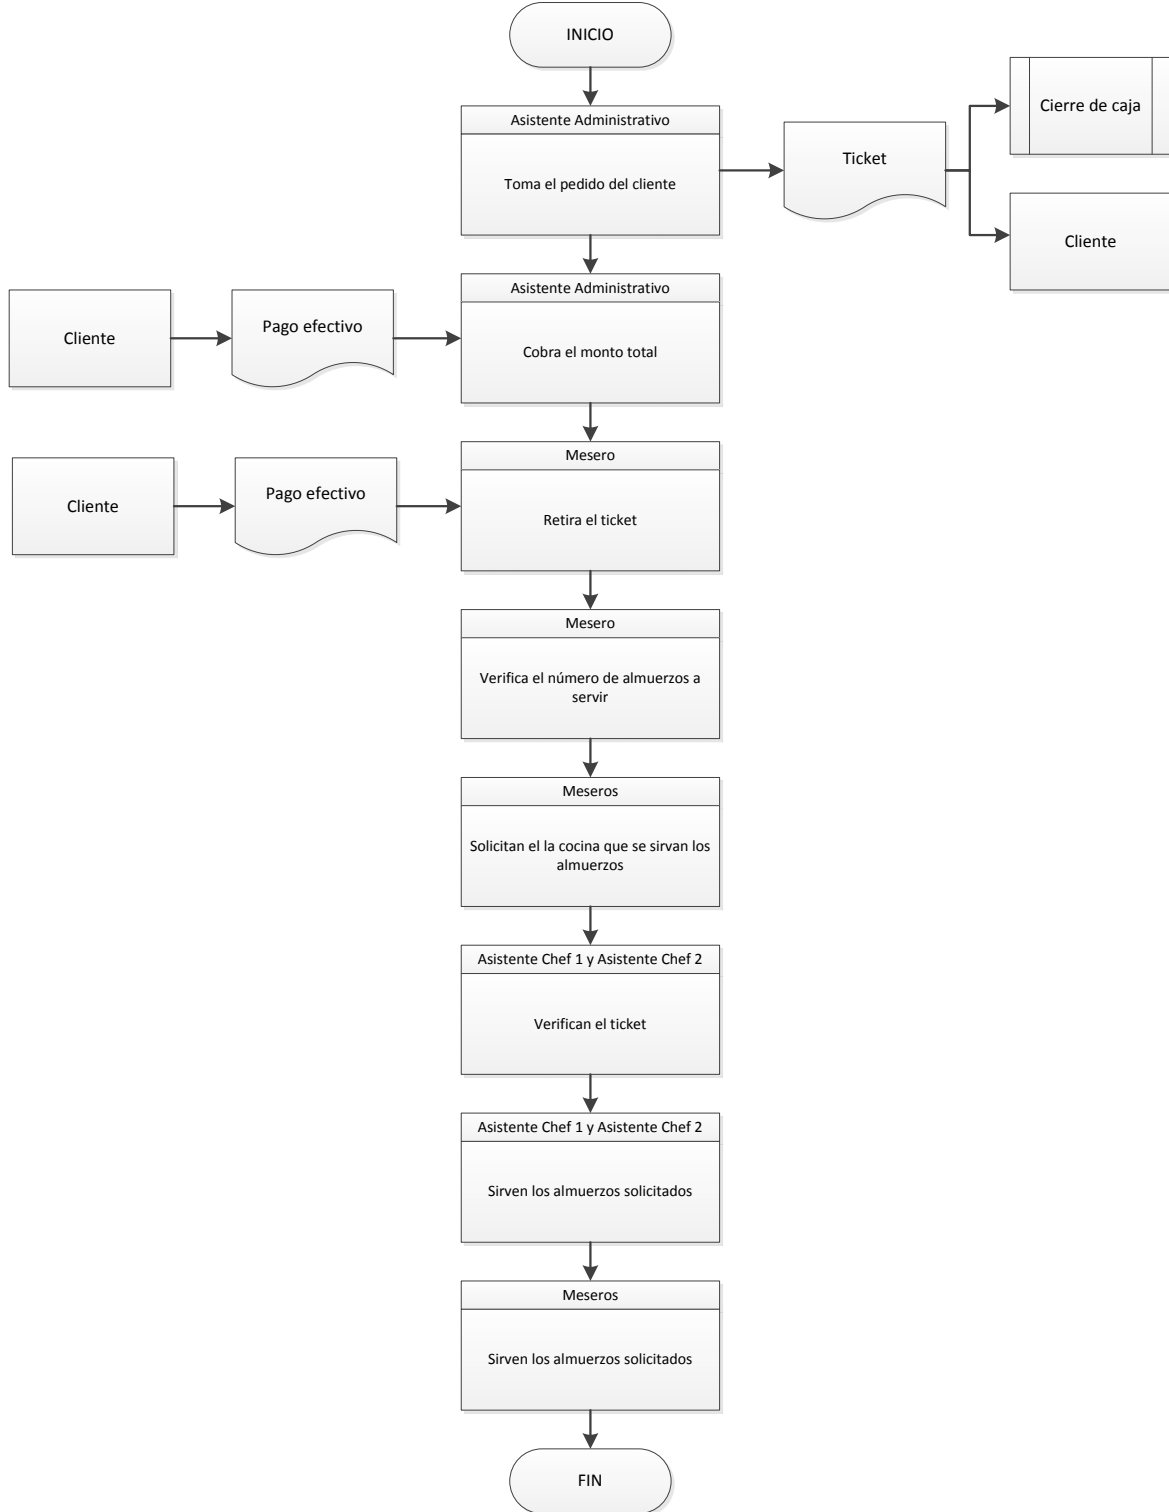 INICIO
Asistente Administrativo
Toma el pedido del cliente
Ticket
Cierre de caja
Cliente
Asistente Administrativo
Cliente
Pago efectivo
Cobra el monto total
Mesero
Cliente
Pago efectivo
Retira el ticket
Mesero
Verifica el número de almuerzos a
servir
Meseros
Solicitan el la cocina que se sirvan los
almuerzos
Asistente Chef 1 y Asistente Chef 2
Verifican el ticket
Asistente Chef 1 y Asistente Chef 2
Sirven los almuerzos solicitados
Meseros
Sirven los almuerzos solicitados
FIN